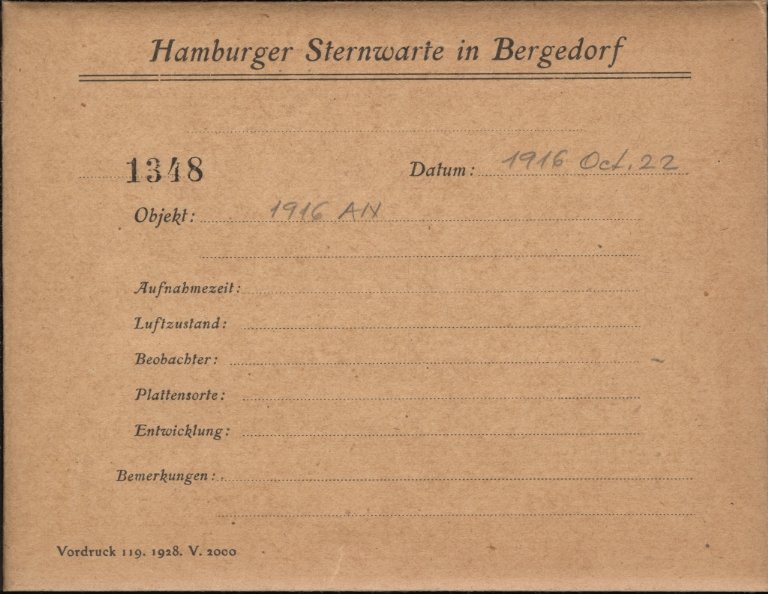 Hamburger Sternwarte in Bergedorf
1348 Datum: 1916 Oct. 22
Objekt: 1916 AN
Aufnahmezeit:
Luftzustand:
Beobachter:
Plattensorte:
Entwicklung:
Bemerkungen:
Vordruck 119. 1928. V. 2000